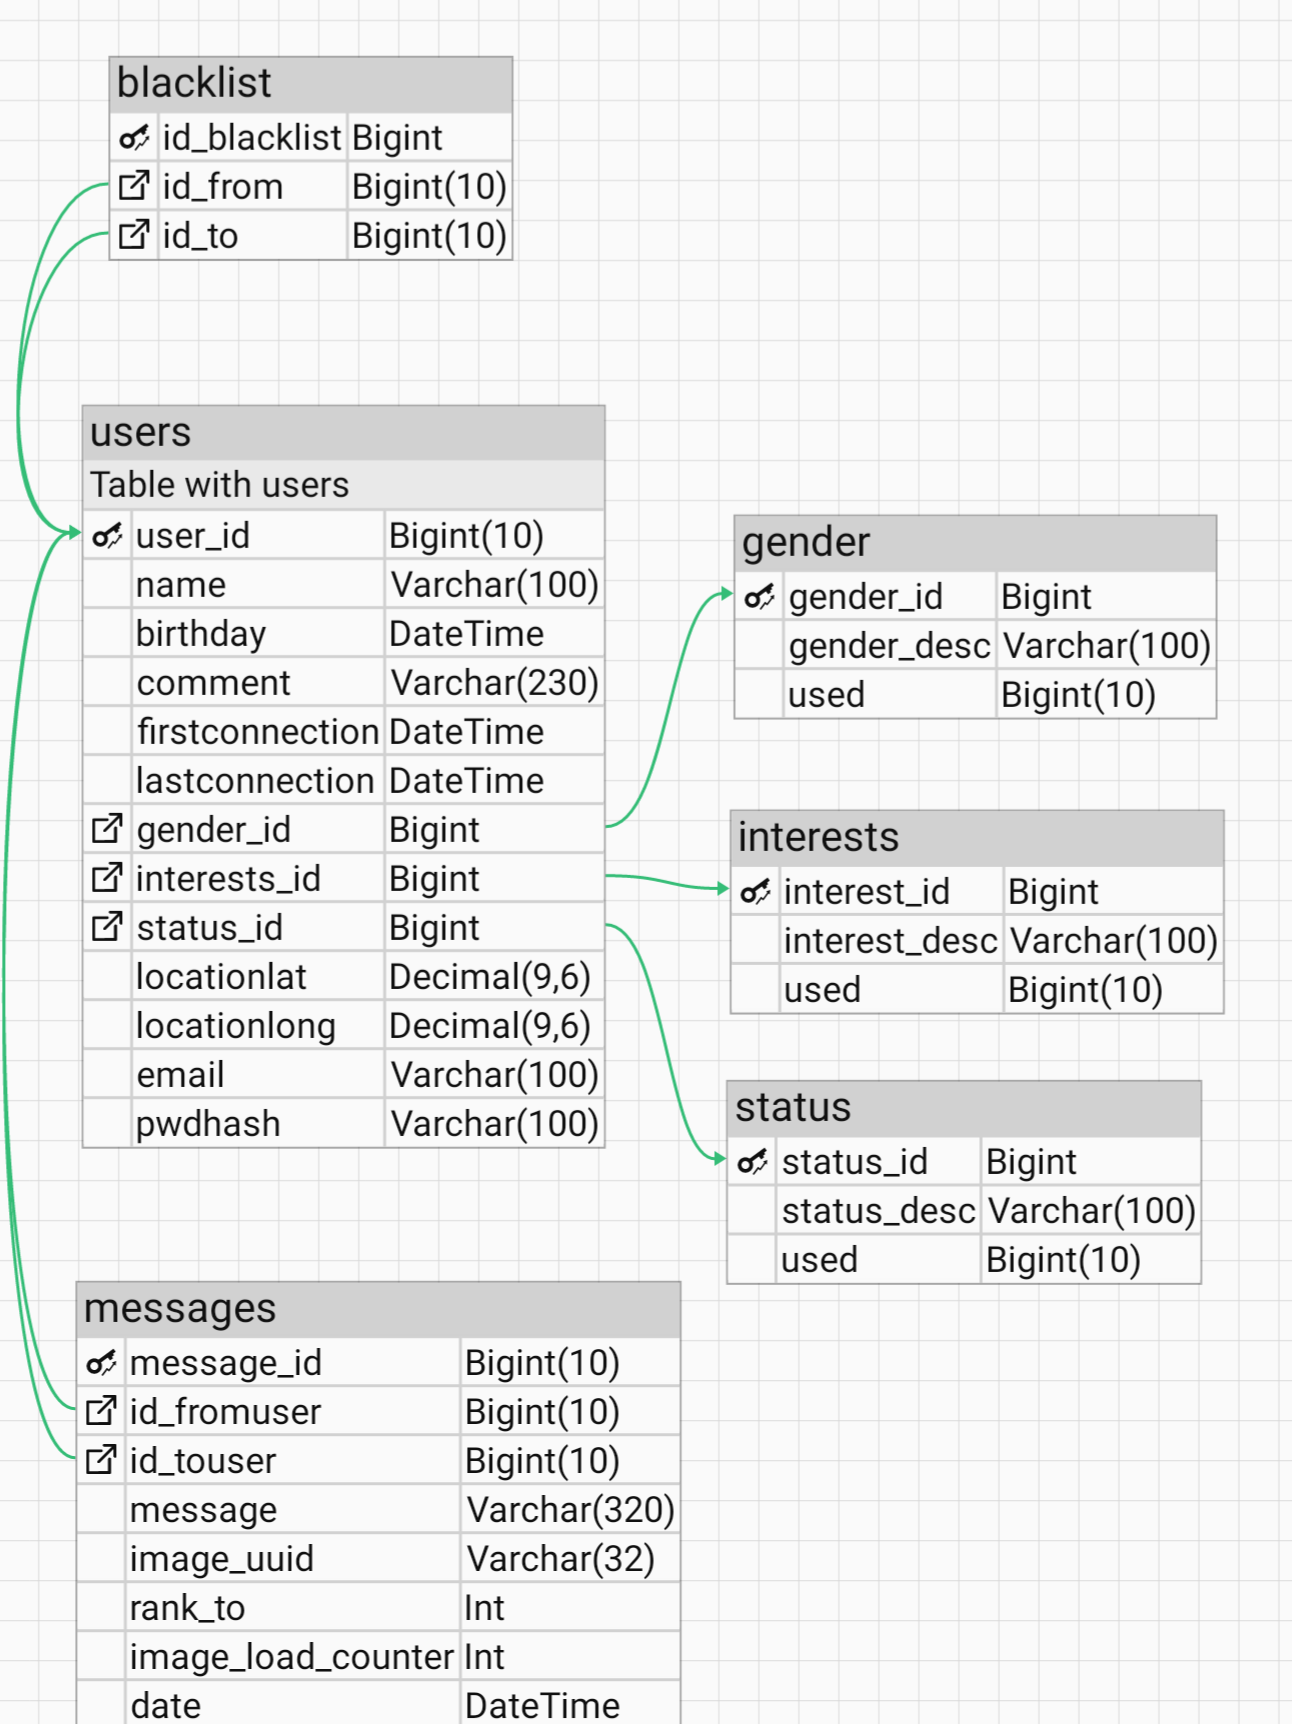 blacklist
id_blacklist Bigint
id_from Bigint(10)
id_to Bigint(10)
users
Table with users
user_id Bigint(10)
name Varchar(100)
birthday DateTime
comment Varchar(230)
firstconnection DateTime
lastconnection DateTime
gender_id Bigint
interests_id Bigint
status_id Bigint
locationlat Decimal(9,6)
locationlong Decimal(9,6)
email Varchar(100)
pwdhash Varchar(100)
gender
gender_id Bigint
gender_desc Varchar(100)
used Bigint(10)
interests
interest_id Bigint
interest_desc Varchar(100)
used Bigint(10)
status
status_id Bigint
status_desc Varchar(100)
used Bigint(10)
messages
message_id Bigint(10)
id_fromuser Bigint(10)
id_touser Bigint(10)
message Varchar(320)
image_uuid Varchar(32)
rank_to Int
image_load_counter Int
date DateTime